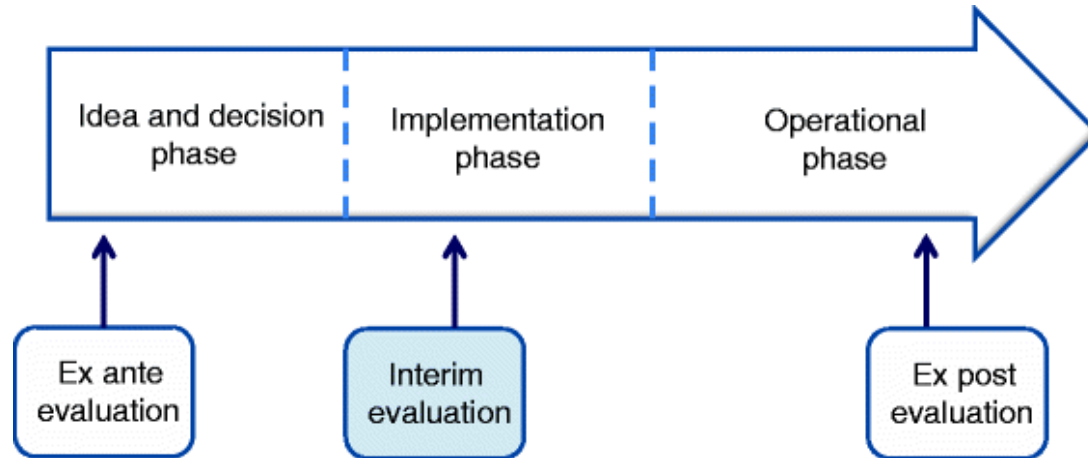 Idea and decision
phase
Implementation
phase
Operational
phase
Ex ante
evaluation
Interim
evaluation
Ex post
evaluation